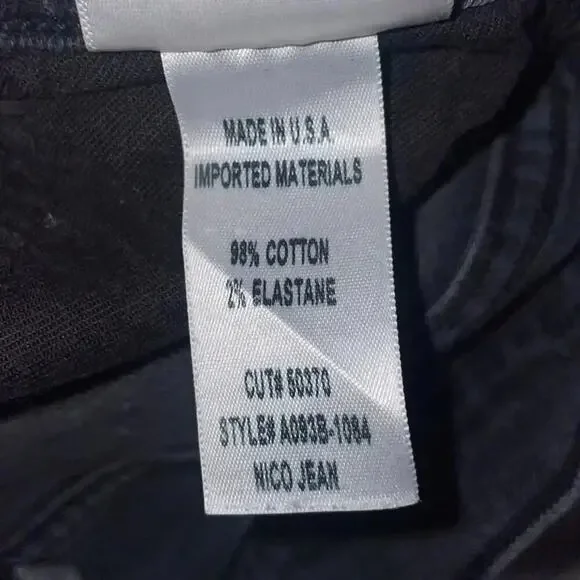 MADE IN U.S.A.
IMPORTED MATERIALS
98% COTTON
2% ELASTANE
CUT# 50370
STYLE# A093B-1084
NICO JEAN